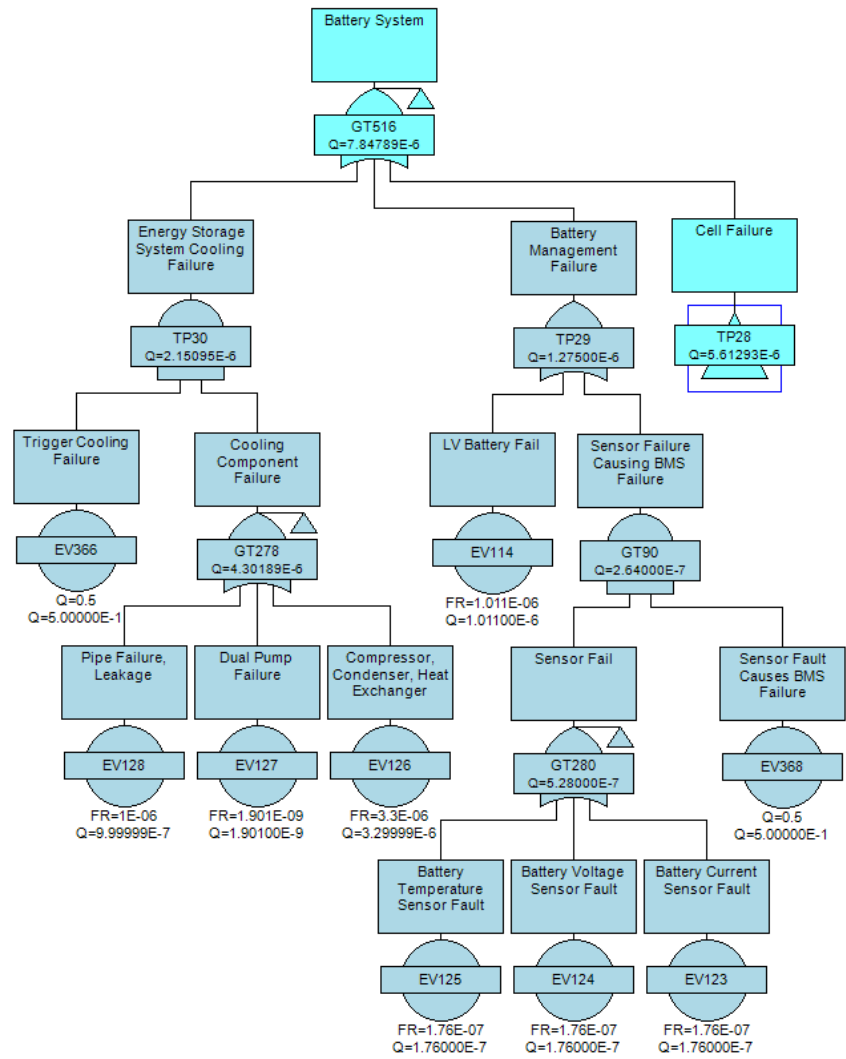 Battery System
GT516
Q=7.84789E-6
Energy Storage
System Cooling
Failure
TP30
Q=2.15095E-6
Battery
Management
Failure
TP29
Q=1.27500E-6
Cell Failure
TP28
Q=5.61293E-6
Trigger Cooling
Failure
EV366
Q=0.5
Q=5.00000E-1
Cooling
Component
Failure
GT278
Q=4.30189E-6
LV Battery Fail
EV114
FR=1.011E-06
Q=1.01100E-6
Sensor Failure
Causing BMS
Failure
GT90
Q=2.64000E-7
Pipe Failure,
Leakage
EV128
FR=1E-06
Q=9.99999E-7
Dual Pump
Failure
EV127
FR=1.901E-09
Q=1.90100E-9
Compressor,
Condenser, Heat
Exchanger
EV126
FR=3.3E-06
Q=3.29999E-6
Sensor Fail
GT280
Q=5.28000E-7
Sensor Fault
Causes BMS
Failure
EV368
Q=0.5
Q=5.00000E-1
Battery
Temperature
Sensor Fault
EV125
FR=1.76E-07
Q=1.76000E-7
Battery Voltage
Sensor Fault
EV124
FR=1.76E-07
Q=1.76000E-7
Battery Current
Sensor Fault
EV123
FR=1.76E-07
Q=1.76000E-7